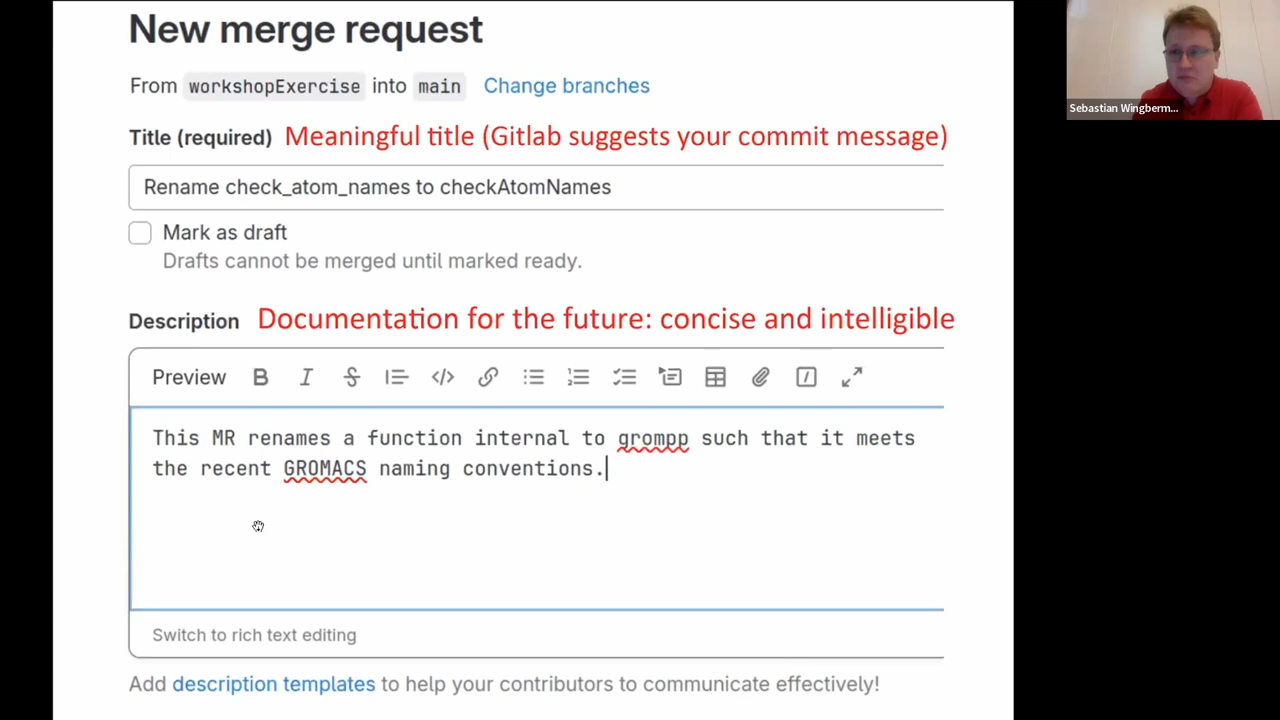 New merge request
From workshopExercise into main Change branches
Title (required) Meaningful title (Gitlab suggests your commit message)
Rename check_atom_names to checkAtomNames
Mark as draft
Drafts cannot be merged until marked ready.
Description Documentation for the future: concise and intelligible
Preview
This MR renames a function internal to grompp such that it meets
the recent GROMACS naming conventions.
Switch to rich text editing
Add description templates to help your contributors to communicate effectively!
Sebastian Wingberm...